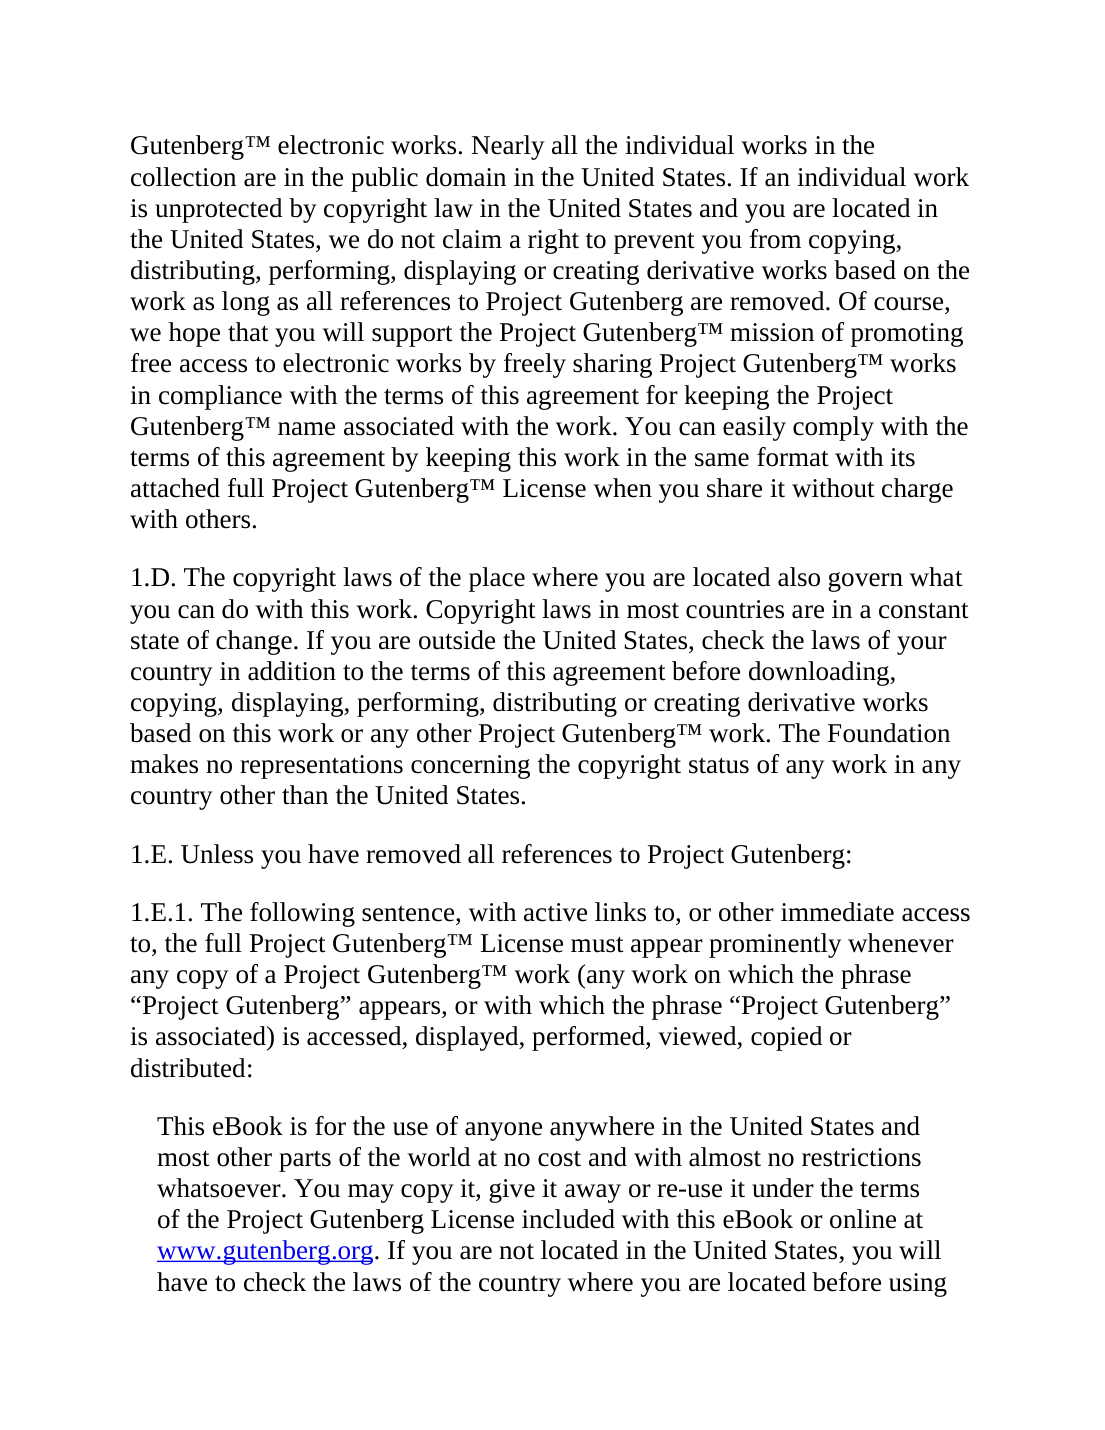 Gutenberg™ electronic works. Nearly all the individual works in the
collection are in the public domain in the United States. If an individual work
is unprotected by copyright law in the United States and you are located in
the United States, we do not claim a right to prevent you from copying,
distributing, performing, displaying or creating derivative works based on the
work as long as all references to Project Gutenberg are removed. Of course,
we hope that you will support the Project Gutenberg™ mission of promoting
free access to electronic works by freely sharing Project Gutenberg™ works
in compliance with the terms of this agreement for keeping the Project
Gutenberg™ name associated with the work. You can easily comply with the
terms of this agreement by keeping this work in the same format with its
attached full Project Gutenberg™ License when you share it without charge
with others.
1.D. The copyright laws of the place where you are located also govern what
you can do with this work. Copyright laws in most countries are in a constant
state of change. If you are outside the United States, check the laws of your
country in addition to the terms of this agreement before downloading,
copying, displaying, performing, distributing or creating derivative works
based on this work or any other Project Gutenberg™ work. The Foundation
makes no representations concerning the copyright status of any work in any
country other than the United States.
1.E. Unless you have removed all references to Project Gutenberg:
1.E.1. The following sentence, with active links to, or other immediate access
to, the full Project Gutenberg™ License must appear prominently whenever
any copy of a Project Gutenberg™ work (any work on which the phrase
“Project Gutenberg” appears, or with which the phrase “Project Gutenberg”
is associated) is accessed, displayed, performed, viewed, copied or
distributed:
This eBook is for the use of anyone anywhere in the United States and
most other parts of the world at no cost and with almost no restrictions
whatsoever. You may copy it, give it away or re-use it under the terms
of the Project Gutenberg License included with this eBook or online at
www.gutenberg.org. If you are not located in the United States, you will
have to check the laws of the country where you are located before using